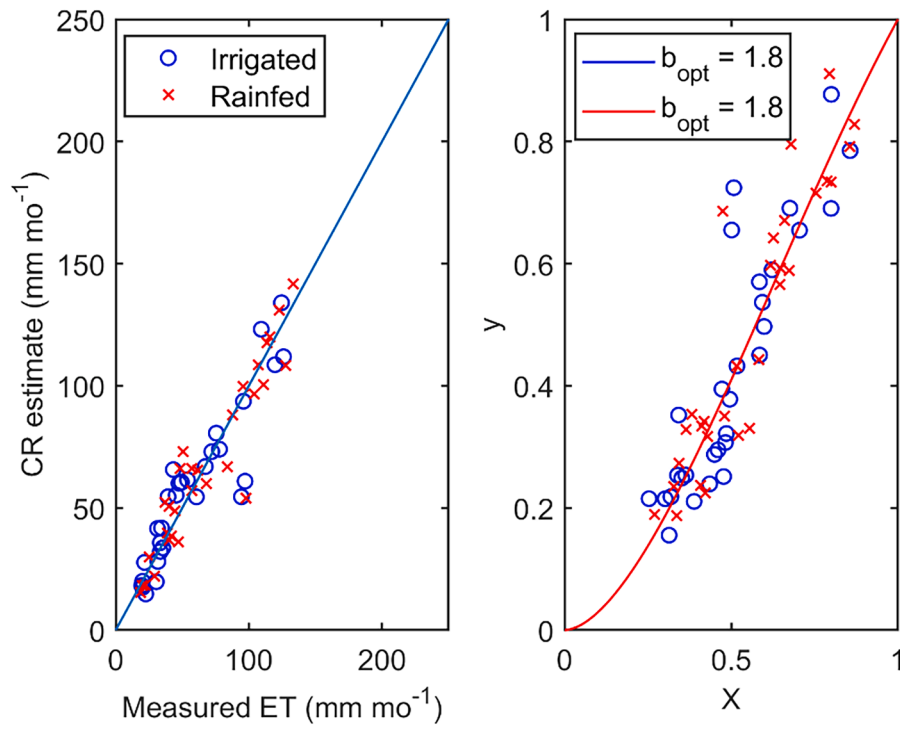 250
200
150
100
50
0
0
100
200
CR estimate (mm mo⁻¹)
Measured ET (mm mo⁻¹)
Irrigated
Rainfed
1
0.8
0.6
0.4
0.2
0
0
0.5
1
y
X
b_opt = 1.8
b_opt = 1.8